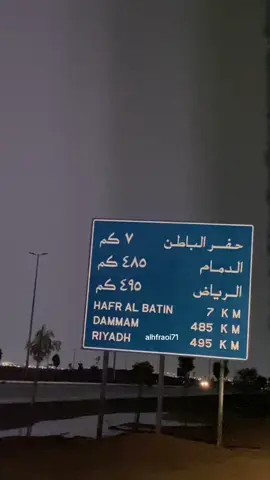 حفر الباطن ٧ كم
الدمام ٤٨٥ كم
الرياض ٤٩٥ كم
HAFR AL BATIN 7 KM
DAMMAM 485 KM
RIYADH 495 KM
alhfraoi71